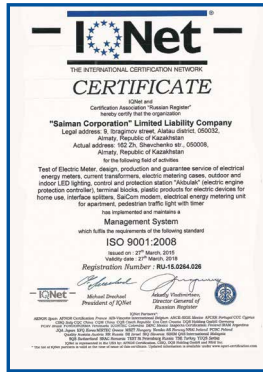 IQNet
THE INTERNATIONAL CERTIFICATION NETWORK
CERTIFICATE
IQNet and
Certification Association "Russian Register"
hereby certify that the organization
"Saiman Corporation" Limited Liability Company
Legal address: 9, Ibragimov street, Alatau district, 050032,
Almaty, Republic of Kazakhstan
Actual address: 162 Zh, Shevchenko str., 050008,
Almaty, Republic of Kazakhstan
for the following field of activities
Test of Electric Meter, design, production and guarantee service of electrical
energy meters, current transformers, electric metering cases, outdoor and
indoor LED lighting, control and protection station "Akbulak" (electric engine
protection controller), terminal blocks, plastic products for electric devices for
home use, interface splitters, SaiCom modem, electrical energy metering unit
for apartment, pedestrian traffic light with timer
has implemented and maintains a
Management System
which fulfils the requirements of the following standard
ISO 9001:2008
Issued on: 27th March, 2015
Validity date: 27th March, 2018
Registration Number: RU-15.0264.026
IQNet
Michael Drechsel
President of IQNet
Arkady Vladimirtsev
Director General of
Russian Register
IQNet Partners*: